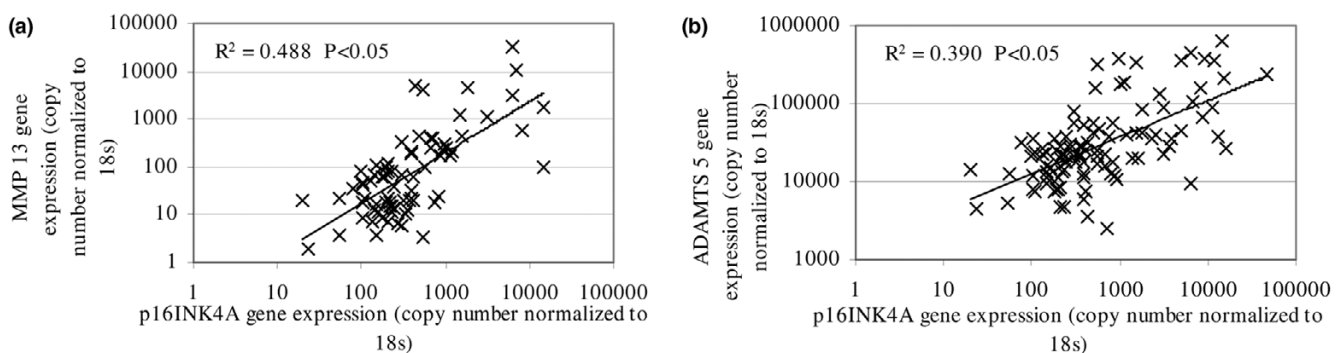 (a)
MMP 13 gene
expression (copy
number normalized to
18s)
100000
10000
1000
100
10
1
R² = 0.488 P<0.05
1 10 100 1000 10000 100000
p16INK4A gene expression (copy number normalized to
18s)
(b)
ADAMTS 5 gene
expression (copy number
normalized to 18s)
1000000
100000
10000
1000
R² = 0.390 P<0.05
1 10 100 1000 10000 100000
p16INK4A gene expression (copy number normalized to
18s)